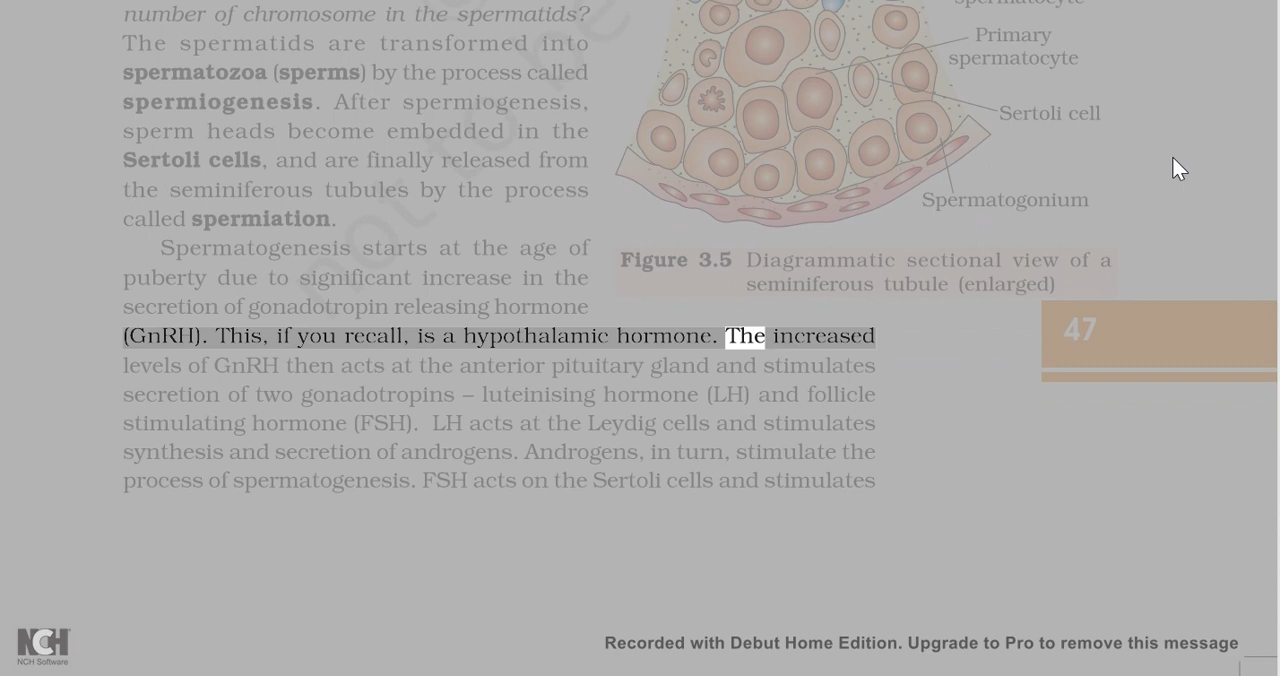 number of chromosome in the spermatids?
The spermatids are transformed into
spermatozoa (sperms) by the process called
spermiogenesis. After spermiogenesis,
sperm heads become embedded in the
Sertoli cells, and are finally released from
the seminiferous tubules by the process
called spermiation.
Spermatogenesis starts at the age of
puberty due to significant increase in the
secretion of gonadotropin releasing hormone
(GnRH). This, if you recall, is a hypothalamic hormone. The increased
levels of GnRH then acts at the anterior pituitary gland and stimulates
secretion of two gonadotropins – luteinising hormone (LH) and follicle
stimulating hormone (FSH). LH acts at the Leydig cells and stimulates
synthesis and secretion of androgens. Androgens, in turn, stimulate the
process of spermatogenesis. FSH acts on the Sertoli cells and stimulates
spermatocyte
Primary
spermatocyte
Sertoli cell
Spermatogonium
Figure 3.5 Diagrammatic sectional view of a
seminiferous tubule (enlarged)
47
not to be
NCH
NCH Software
Recorded with Debut Home Edition. Upgrade to Pro to remove this message